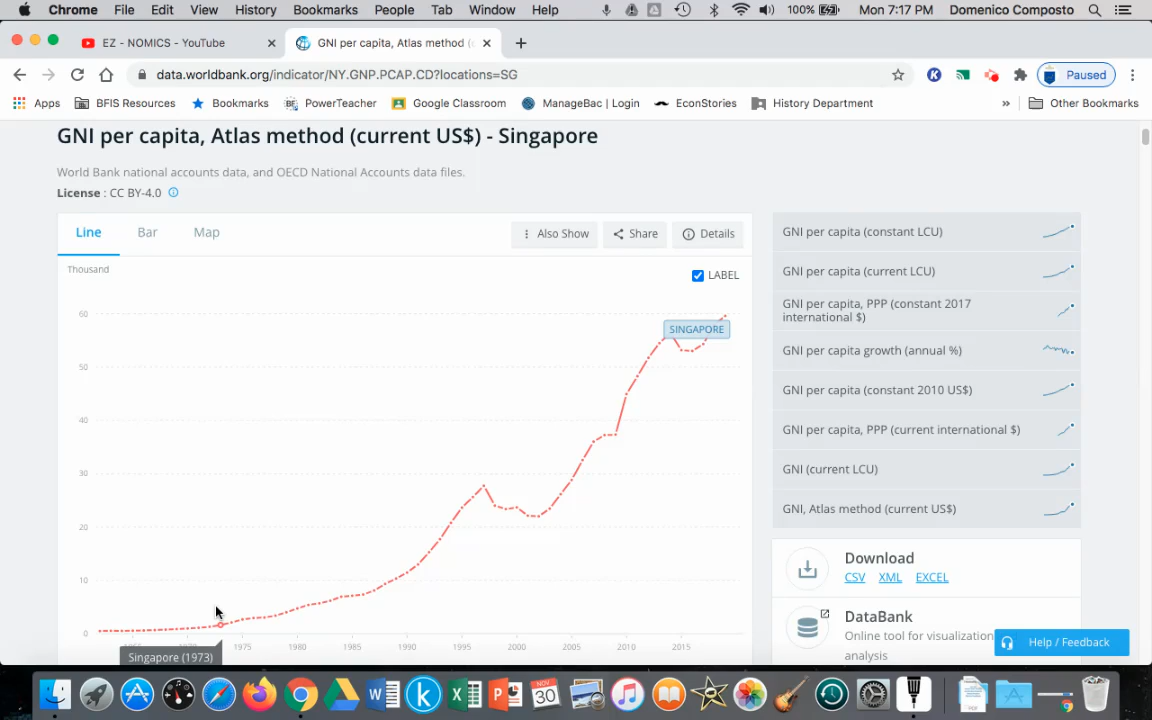 Chrome File Edit View History Bookmarks People Tab Window Help 100% Mon 7:17 PM Domenico Composto
EZ - NOMICS - YouTube GNI per capita, Atlas method (
data.worldbank.org/indicator/NY.GNP.PCAP.CD?locations=SG Paused
Apps BFIS Resources Bookmarks PowerTeacher Google Classroom ManageBac | Login EconStories History Department » Other Bookmarks
GNI per capita, Atlas method (current US$) - Singapore
World Bank national accounts data, and OECD National Accounts data files.
License : CC BY-4.0
Line Bar Map Also Show Share Details
Thousand
LABEL
60
SINGAPORE
50
40
30
20
10
0
1970 1975 1980 1985 1990 1995 2000 2005 2010 2015
Singapore (1973)
GNI per capita (constant LCU)
GNI per capita (current LCU)
GNI per capita, PPP (constant 2017
international $)
GNI per capita growth (annual %)
GNI per capita (constant 2010 US$)
GNI per capita, PPP (current international $)
GNI (current LCU)
GNI, Atlas method (current US$)
Download
CSV XML EXCEL
DataBank
Online tool for visualization
analysis
Help / Feedback
NOV
30